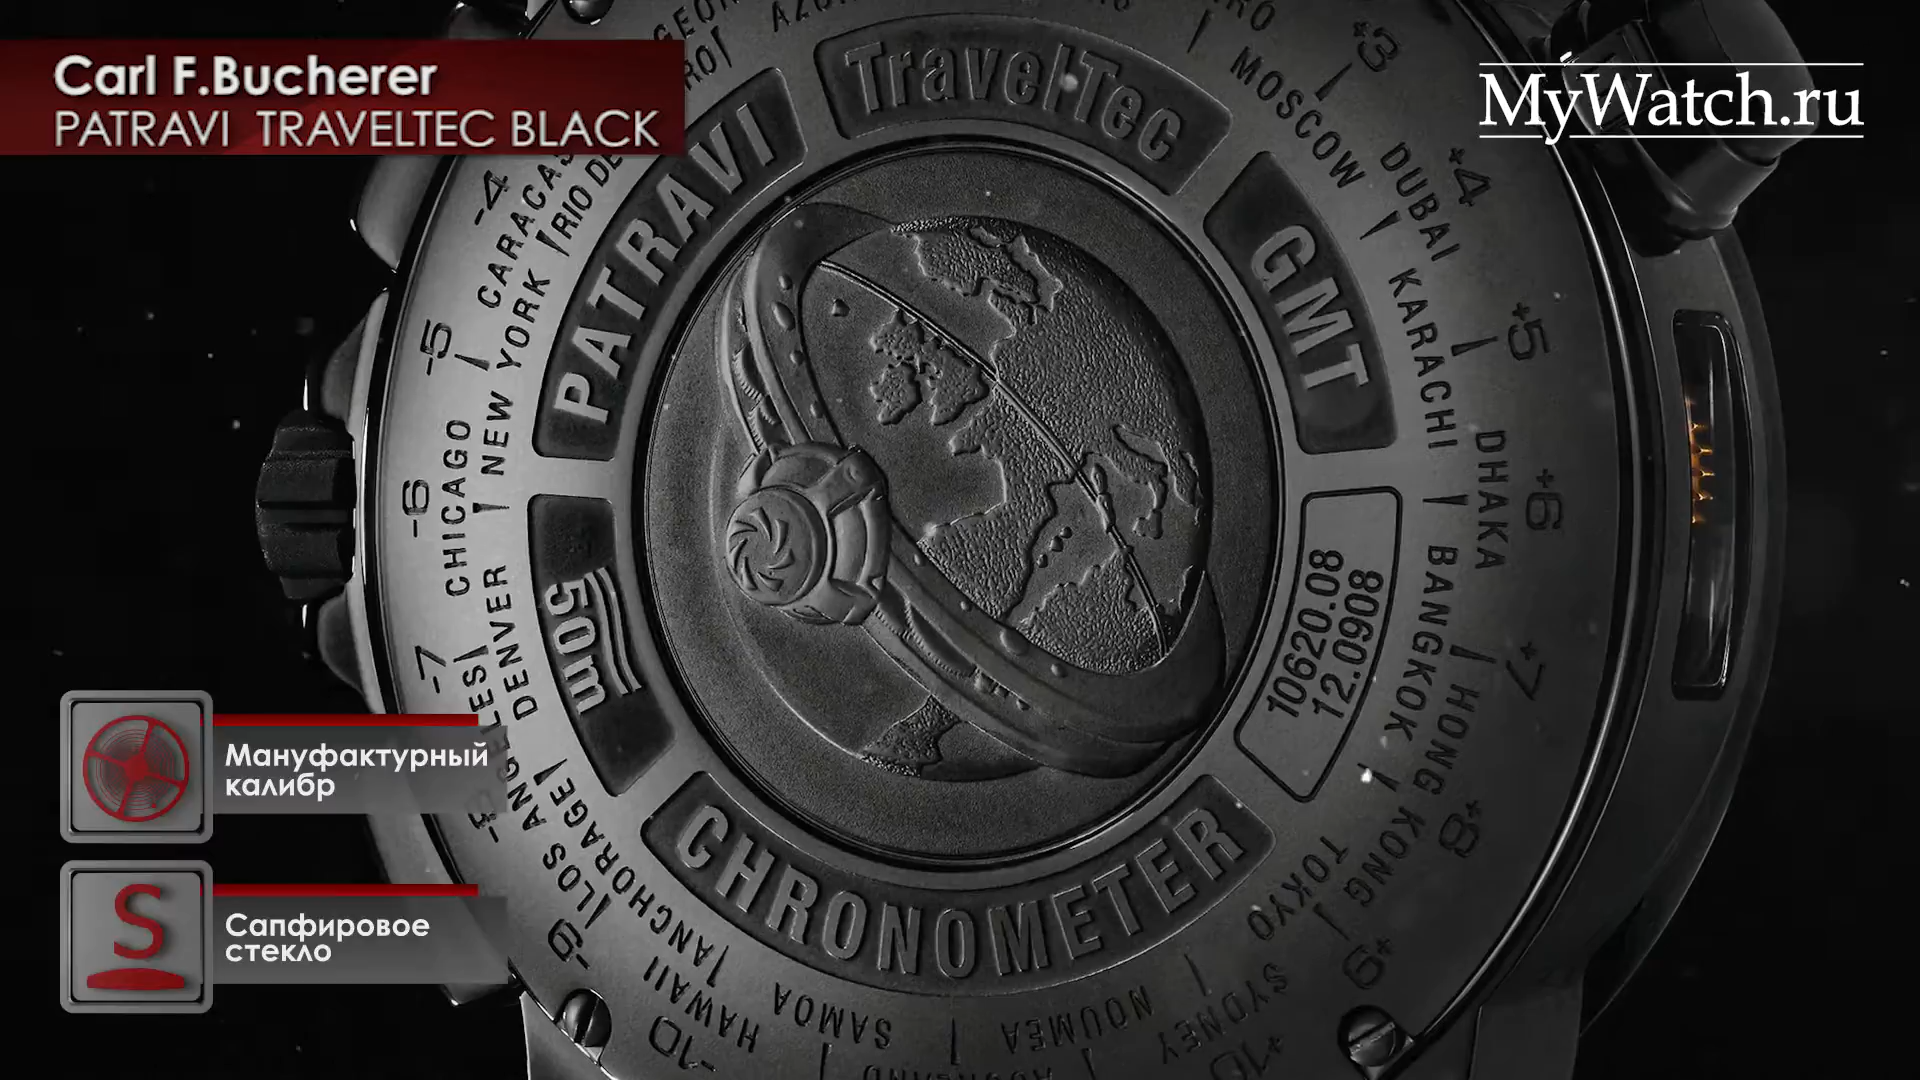 Carl F.Bucherer
PATRAVI TRAVELTEC BLACK
MyWatch.ru
PATRAVI
TravelTec
GMT
50m
10620.08
12.0908
CHRONOMETER
MOSCOW
DUBAI
KARACHI
DHAKA
BANGKOK
HONG KONG
TOKYO
SYDNEY
NOUMEA
SAMOA
HAWAII
ANCHORAGE
LOS ANGELES
DENVER
CHICAGO
NEW YORK
CARACAS
RIO DE
+3
+4
+5
+6
+7
+8
+9
+10
-10
-9
-8
-7
-6
-5
-4
Мануфактурный
калибр
Сапфировое
стекло